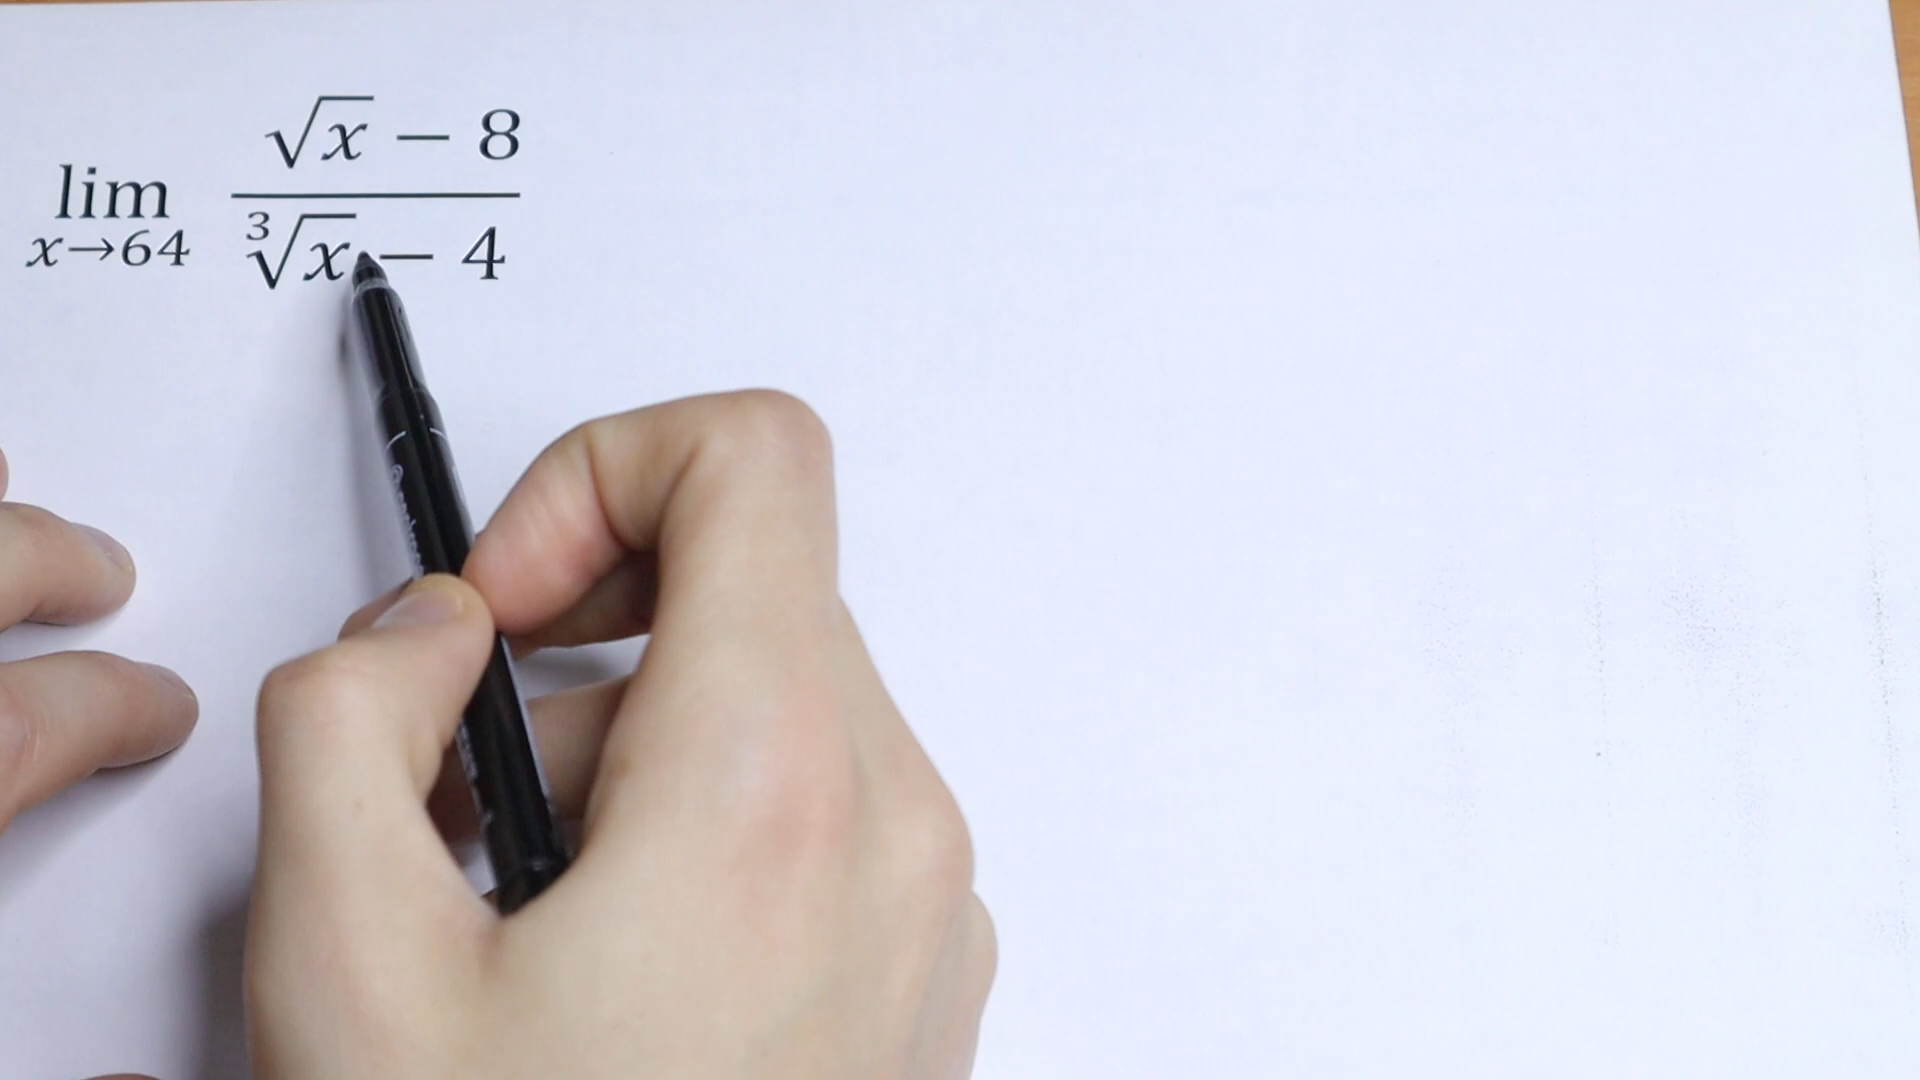 lim x→64 (√x − 8) / (∛x − 4)